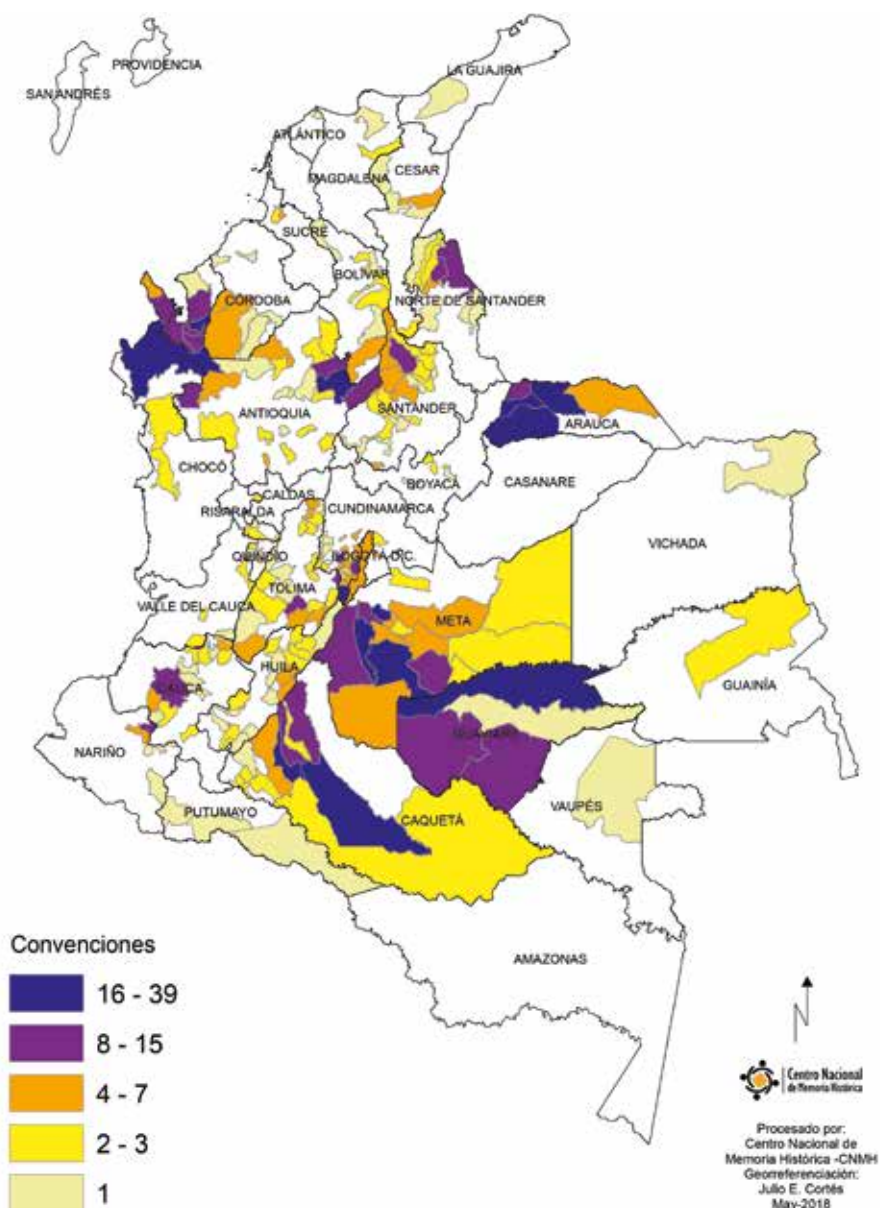 PROVIDENCIA
SAN ANDRÉS
LA GUAJIRA
ATLÁNTICO
CESAR
MAGDALENA
SUCRE
BOLÍVAR
CÓRDOBA
NORTE DE SANTANDER
ANTIOQUIA
SANTANDER
ARAUCA
CHOCÓ
BOYACÁ
CASANARE
CALDAS
RISARALDA
CUNDINAMARCA
VICHADA
QUINDÍO
BOGOTÁ D.C.
TOLIMA
VALLE DEL CAUCA
META
HUILA
GUAINÍA
CAUCA
GUAVIARE
NARIÑO
VAUPÉS
PUTUMAYO
CAQUETÁ
AMAZONAS
Convenciones
16 - 39
8 - 15
4 - 7
2 - 3
1
N
Centro Nacional
de Memoria Histórica
Procesado por:
Centro Nacional de
Memoria Histórica -CNMH
Georreferenciación:
Julio E. Cortés
May-2018